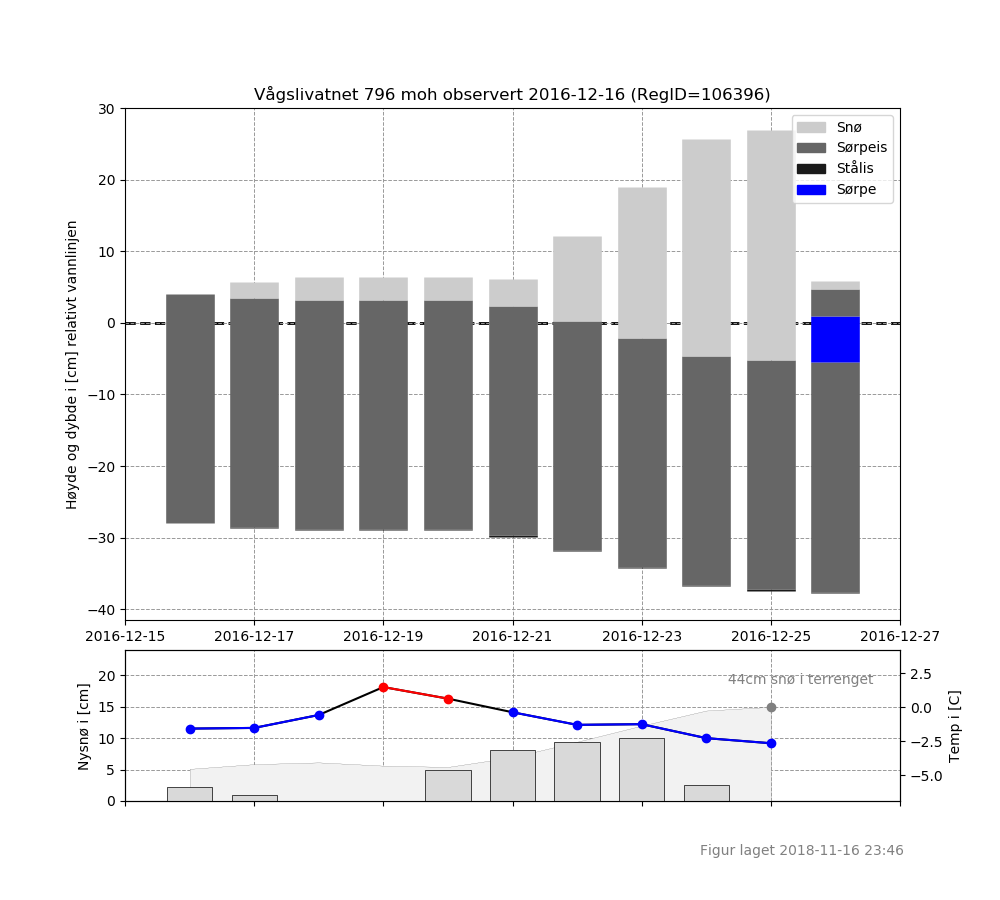 Vågslivatnet 796 moh observert 2016-12-16 (RegID=106396)
Høyde og dybde i [cm] relativt vannlinjen
30
20
10
0
−10
−20
−30
−40
Snø
Sørpeis
Stålis
Sørpe
2016-12-15 2016-12-17 2016-12-19 2016-12-21 2016-12-23 2016-12-25 2016-12-27
Nysnø i [cm]
20
15
10
5
0
44cm snø i terrenget
2.5
0.0
−2.5
−5.0
Temp i [C]
Figur laget 2018-11-16 23:46